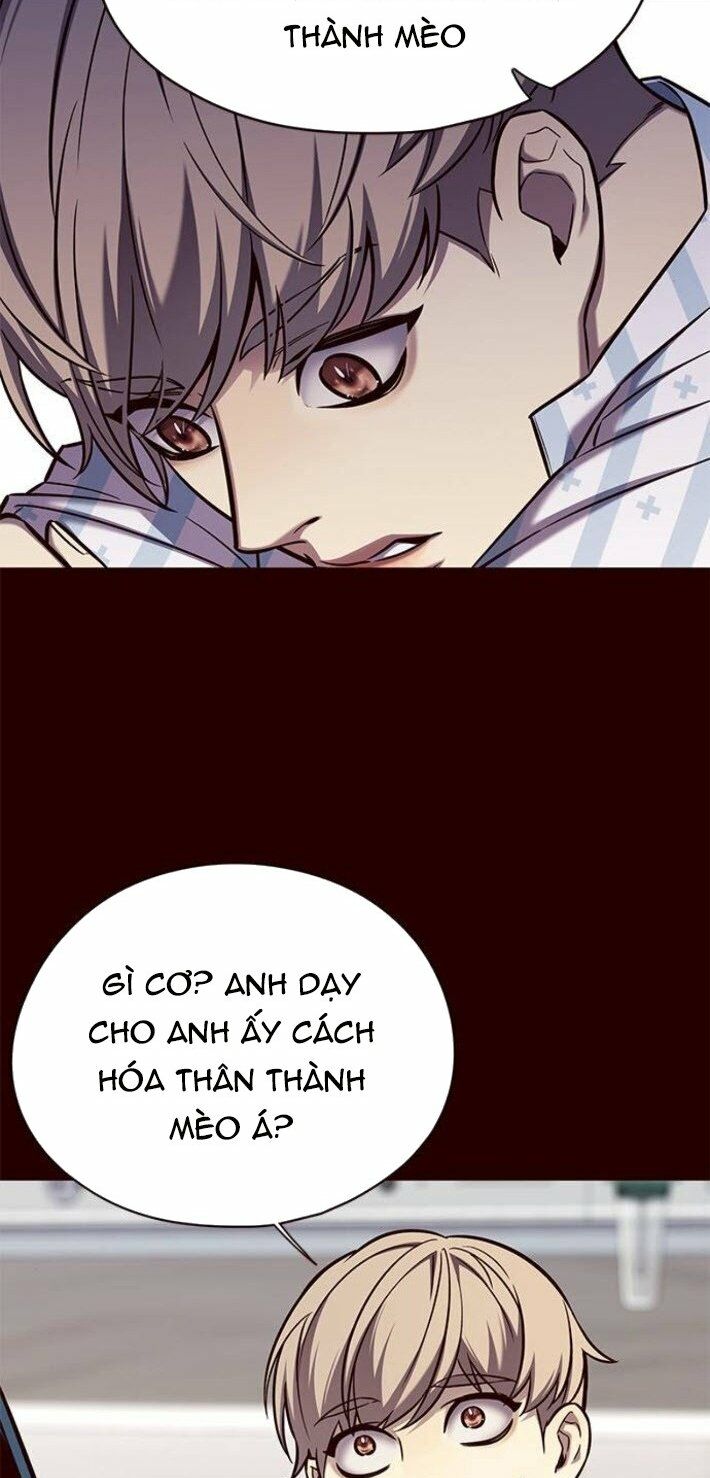 THÀNH MÈO
GÌ CƠ? ANH DẠY
CHO ANH ẤY CÁCH
HÓA THÂN THÀNH
MÈO Á?